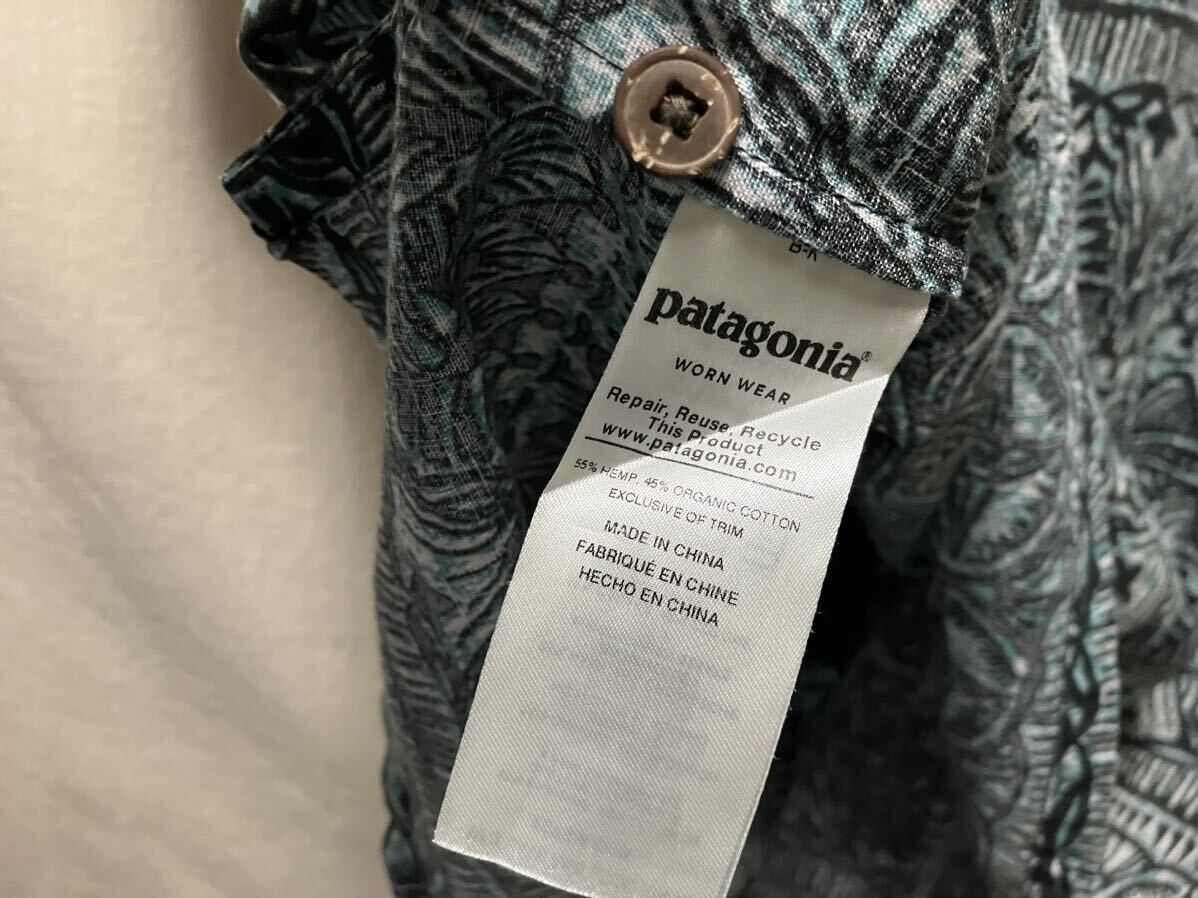 patagonia®
WORN WEAR
Repair, Reuse, Recycle
This Product
www.patagonia.com
55% HEMP 45% ORGANIC COTTON
EXCLUSIVE OF TRIM
MADE IN CHINA
FABRIQUÉ EN CHINE
HECHO EN CHINA